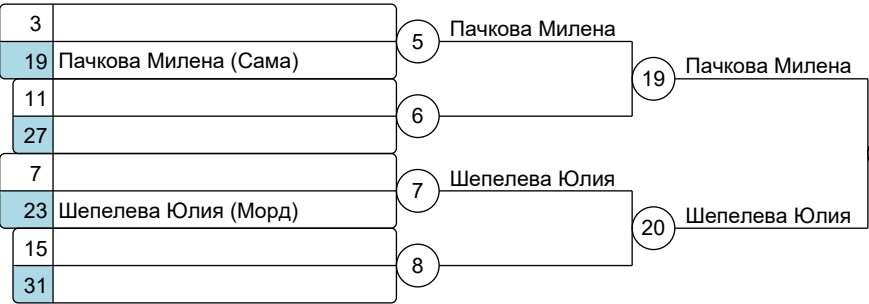 3
5 Пачкова Милена
19 Пачкова Милена (Сама)
19 Пачкова Милена
11
6
27
7
7 Шепелева Юлия
23 Шепелева Юлия (Морд)
20 Шепелева Юлия
15
8
31